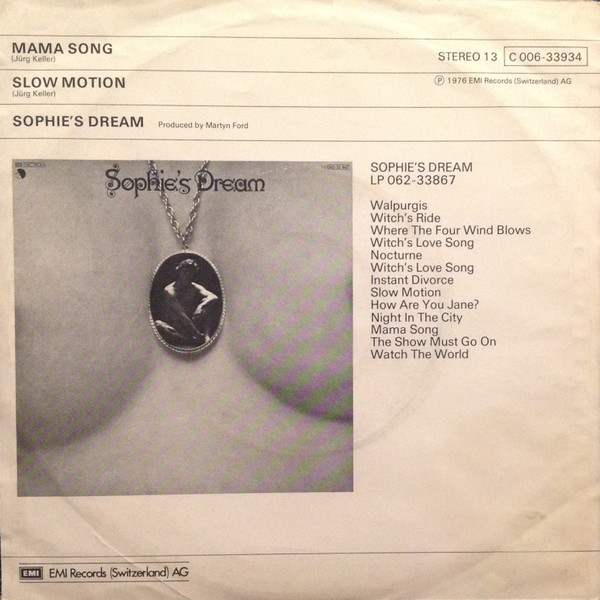 MAMA SONG
(Jürg Keller)
STEREO 13 C 006-33934
SLOW MOTION
(Jürg Keller)
Ⓟ 1976 EMI Records (Switzerland) AG
SOPHIE'S DREAM Produced by Martyn Ford
Sophie's Dream
SOPHIE'S DREAM
LP 062-33867
Walpurgis
Witch's Ride
Where The Four Wind Blows
Witch's Love Song
Nocturne
Witch's Love Song
Instant Divorce
Slow Motion
How Are You Jane?
Night In The City
Mama Song
The Show Must Go On
Watch The World
EMI EMI Records (Switzerland) AG